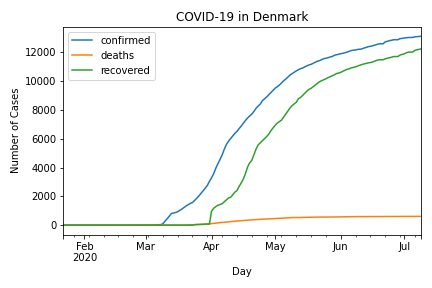 COVID-19 in Denmark
confirmed
deaths
recovered
Number of Cases
12000
10000
8000
6000
4000
2000
0
Feb Mar Apr May Jun Jul
2020
Day